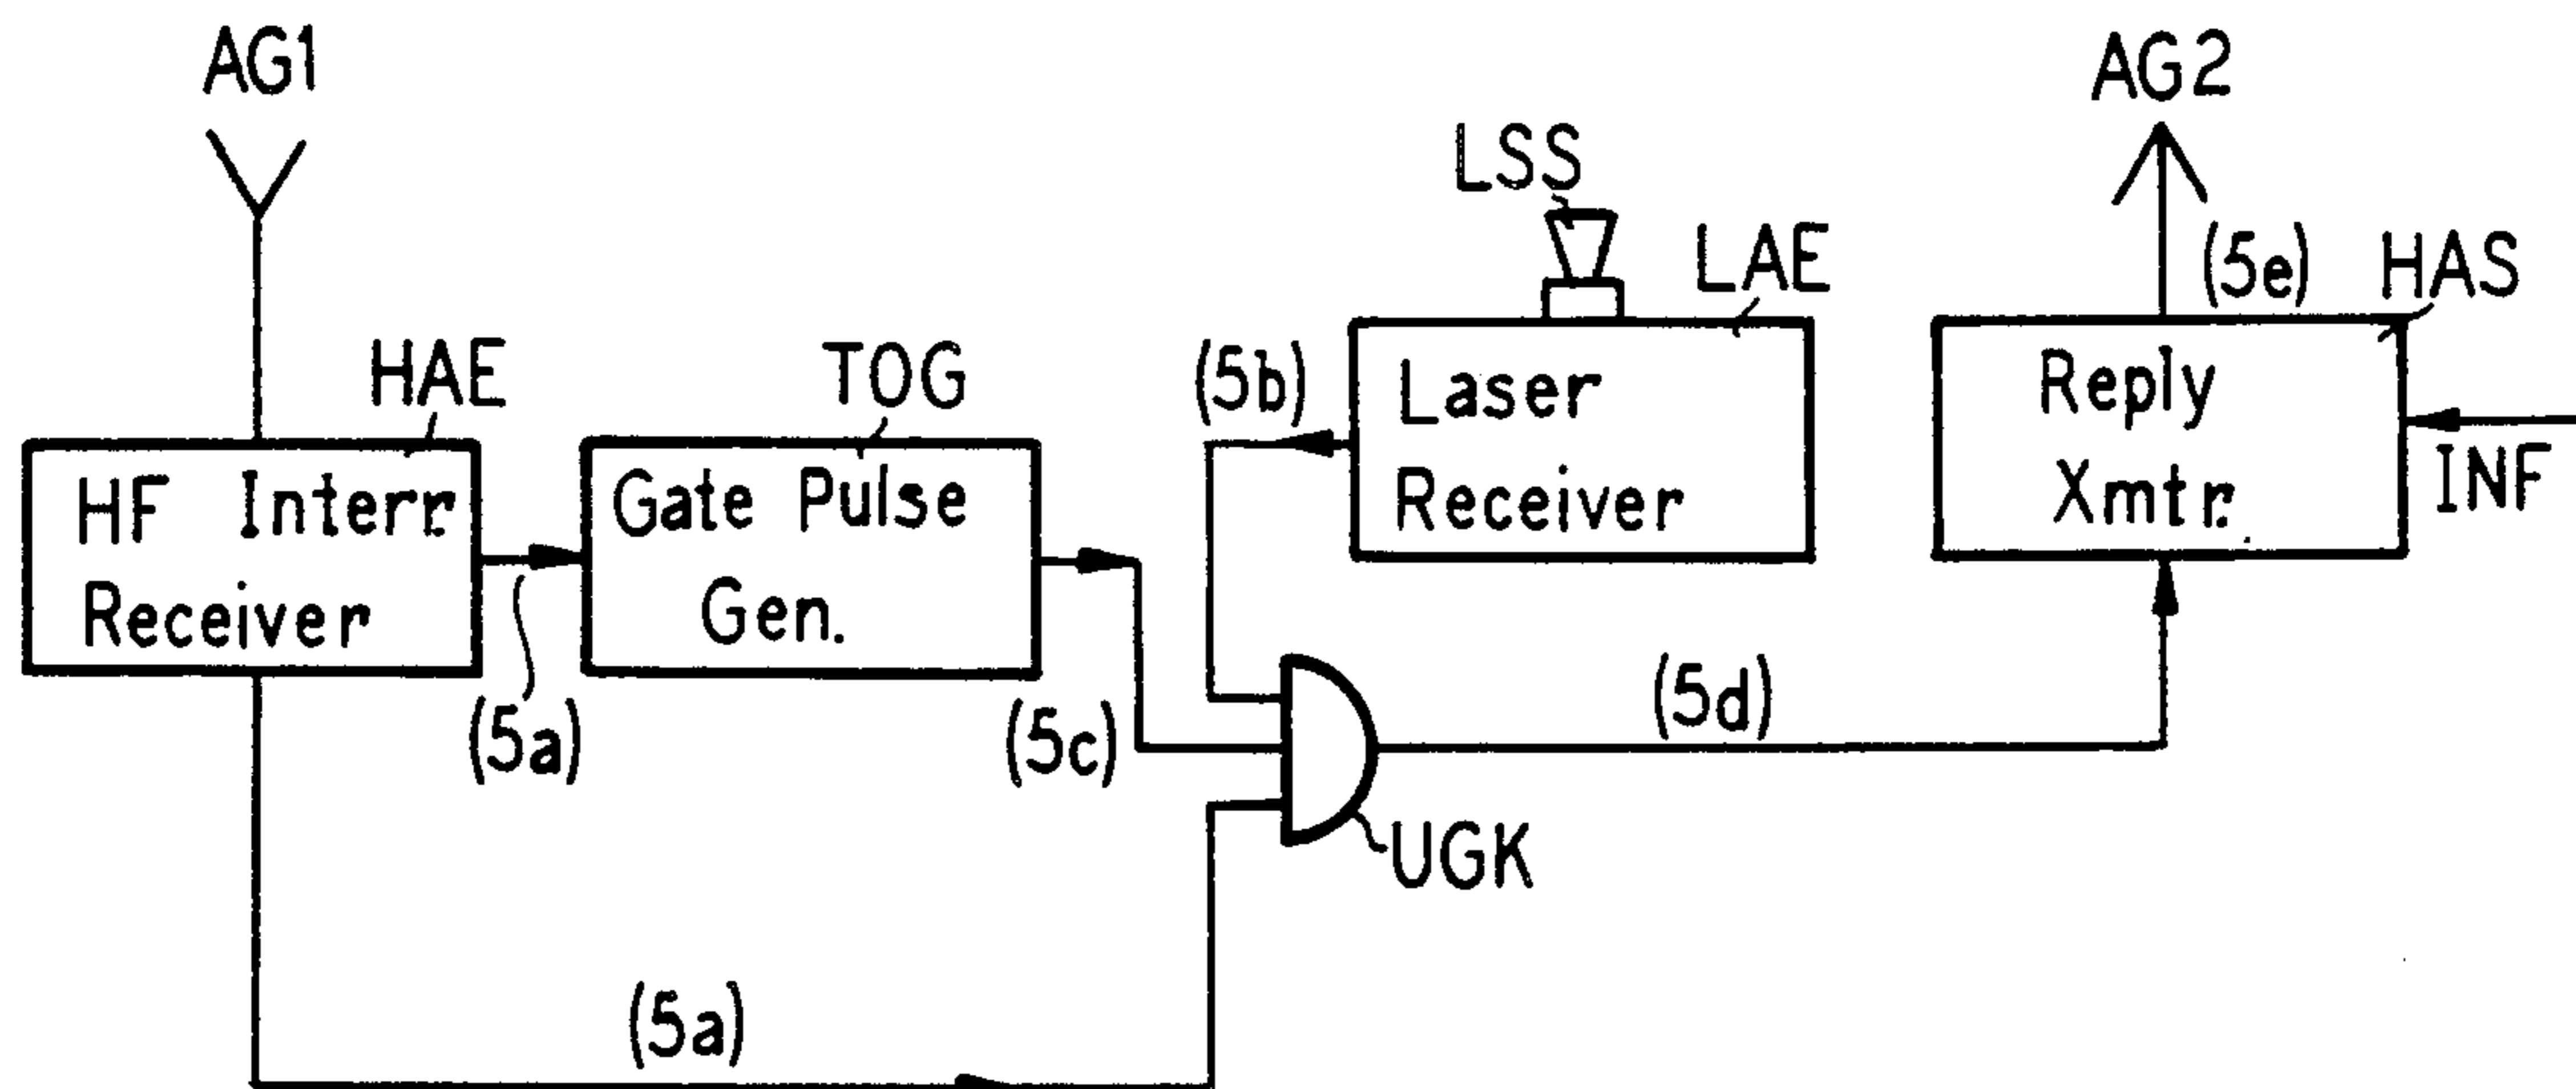 AG1
AG2
LSS
LAE
(5e)
HAS
HAE
TOG
(5b)
HF Interr.
Receiver
Gate Pulse
Gen.
Laser
Receiver
Reply
Xmtr.
INF
(5a)
(5c)
(5d)
UGK
(5a)